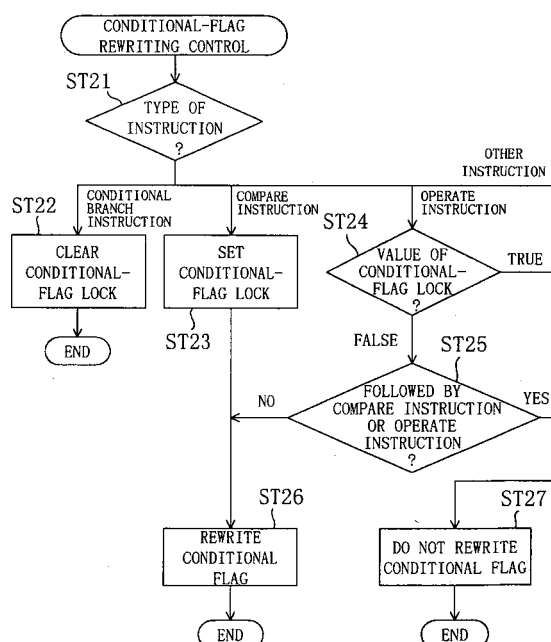 CONDITIONAL-FLAG
REWRITING CONTROL
ST21
TYPE OF
INSTRUCTION
?
OTHER
INSTRUCTION
CONDITIONAL
BRANCH
INSTRUCTION
COMPARE
INSTRUCTION
OPERATE
INSTRUCTION
ST22
CLEAR
CONDITIONAL-
FLAG LOCK
END
SET
CONDITIONAL-
FLAG LOCK
ST23
ST24
VALUE OF
CONDITIONAL-
FLAG LOCK
?
TRUE
FALSE
ST25
FOLLOWED BY
COMPARE INSTRUCTION
OR OPERATE
INSTRUCTION
?
NO
YES
ST26
REWRITE
CONDITIONAL
FLAG
END
ST27
DO NOT REWRITE
CONDITIONAL FLAG
END